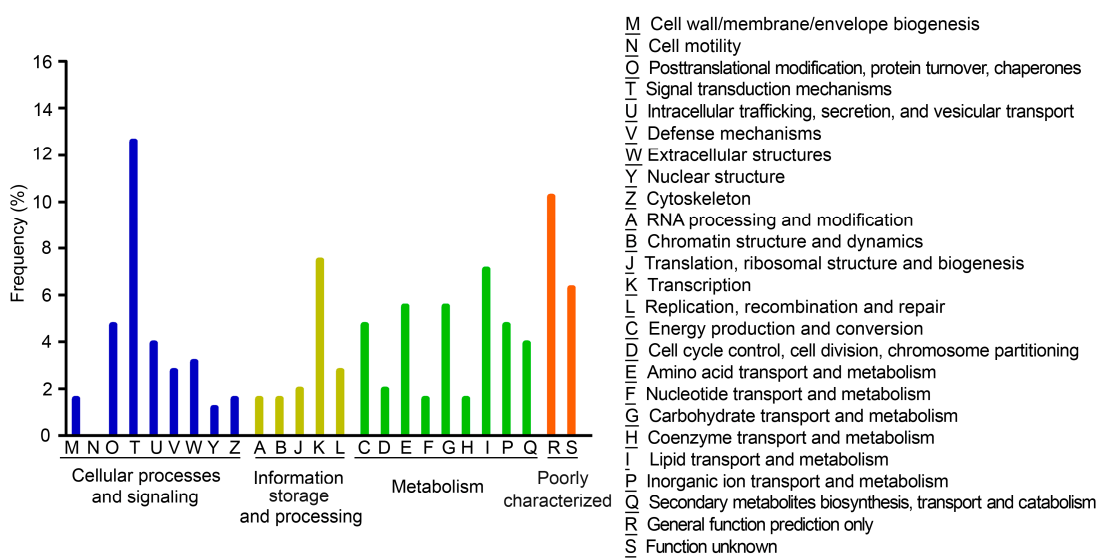 16
14
12
10
8
6
4
2
0
Frequency (%)
M N O T U V W Y Z A B J K L C D E F G H I P Q R S
Cellular processes
and signaling
Information
storage
and processing
Metabolism
Poorly
characterized
M Cell wall/membrane/envelope biogenesis
N Cell motility
O Posttranslational modification, protein turnover, chaperones
T Signal transduction mechanisms
U Intracellular trafficking, secretion, and vesicular transport
V Defense mechanisms
W Extracellular structures
Y Nuclear structure
Z Cytoskeleton
A RNA processing and modification
B Chromatin structure and dynamics
J Translation, ribosomal structure and biogenesis
K Transcription
L Replication, recombination and repair
C Energy production and conversion
D Cell cycle control, cell division, chromosome partitioning
E Amino acid transport and metabolism
F Nucleotide transport and metabolism
G Carbohydrate transport and metabolism
H Coenzyme transport and metabolism
I Lipid transport and metabolism
P Inorganic ion transport and metabolism
Q Secondary metabolites biosynthesis, transport and catabolism
R General function prediction only
S Function unknown